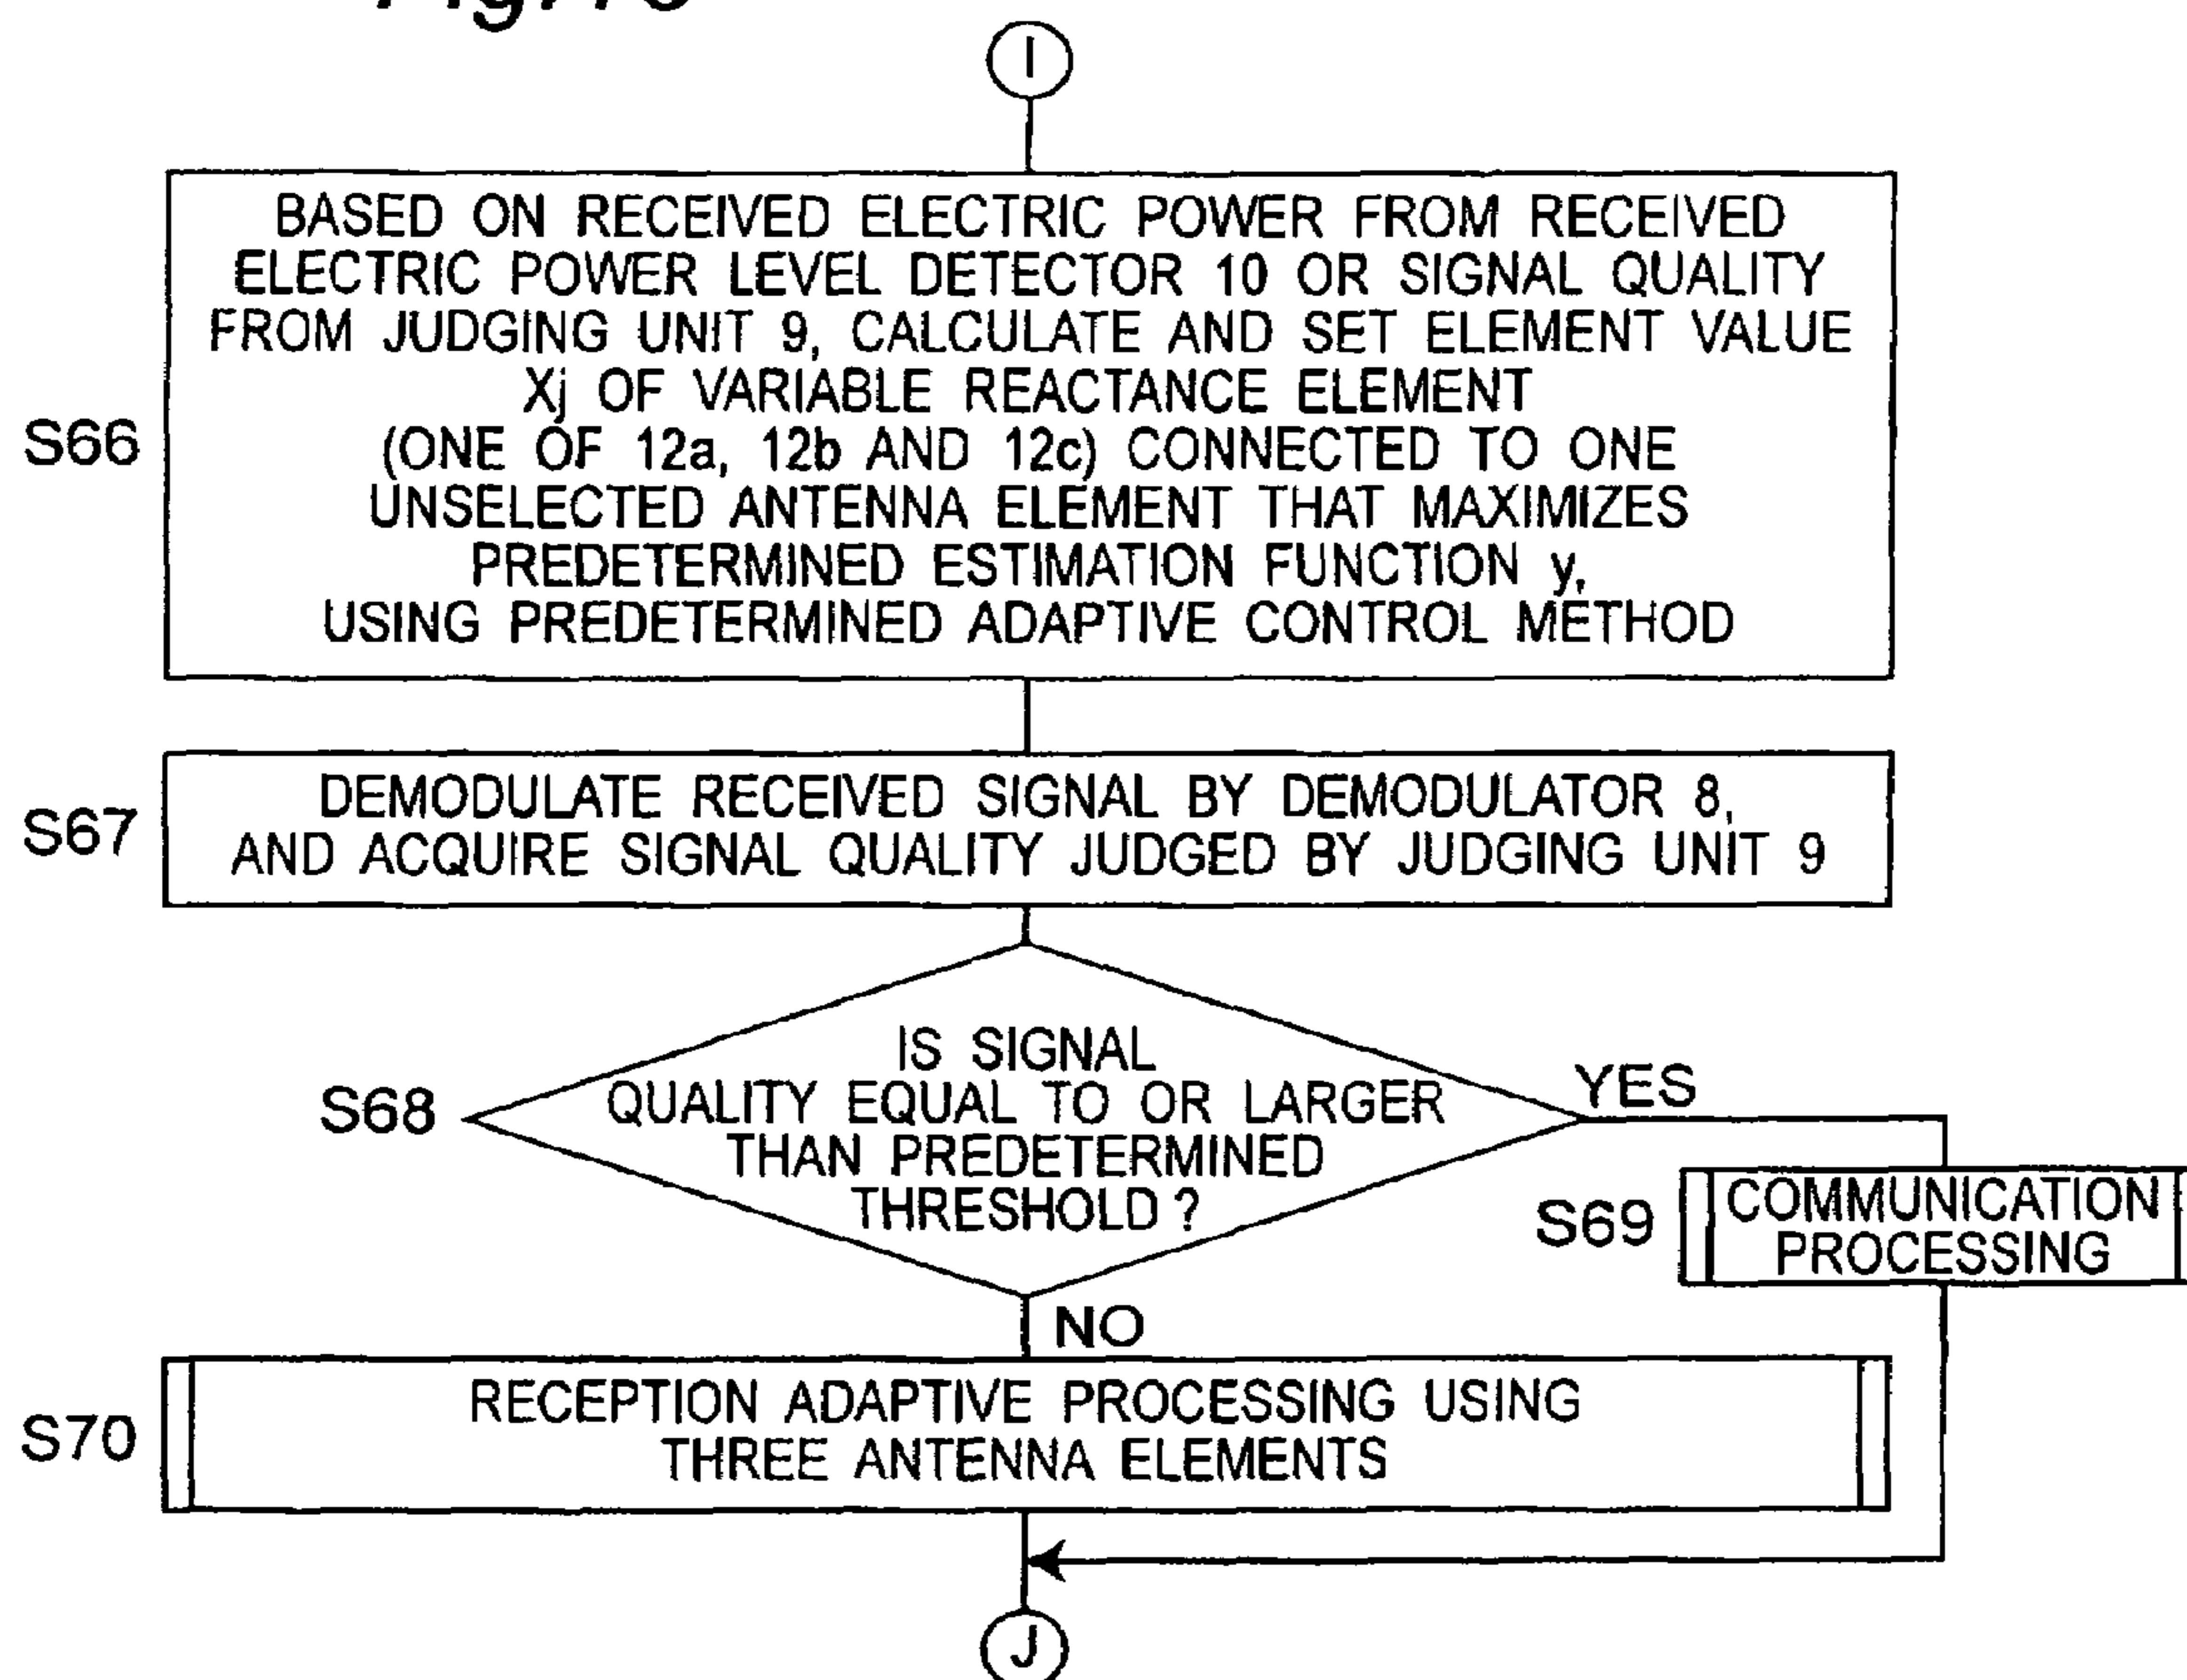 I
BASED ON RECEIVED ELECTRIC POWER FROM RECEIVED
ELECTRIC POWER LEVEL DETECTOR 10 OR SIGNAL QUALITY
FROM JUDGING UNIT 9, CALCULATE AND SET ELEMENT VALUE
Xj OF VARIABLE REACTANCE ELEMENT
(ONE OF 12a, 12b AND 12c) CONNECTED TO ONE
UNSELECTED ANTENNA ELEMENT THAT MAXIMIZES
PREDETERMINED ESTIMATION FUNCTION y,
USING PREDETERMINED ADAPTIVE CONTROL METHOD
S66
DEMODULATE RECEIVED SIGNAL BY DEMODULATOR 8,
AND ACQUIRE SIGNAL QUALITY JUDGED BY JUDGING UNIT 9
S67
IS SIGNAL
QUALITY EQUAL TO OR LARGER
THAN PREDETERMINED
THRESHOLD ?
S68
YES
S69
COMMUNICATION
PROCESSING
NO
S70
RECEPTION ADAPTIVE PROCESSING USING
THREE ANTENNA ELEMENTS
J